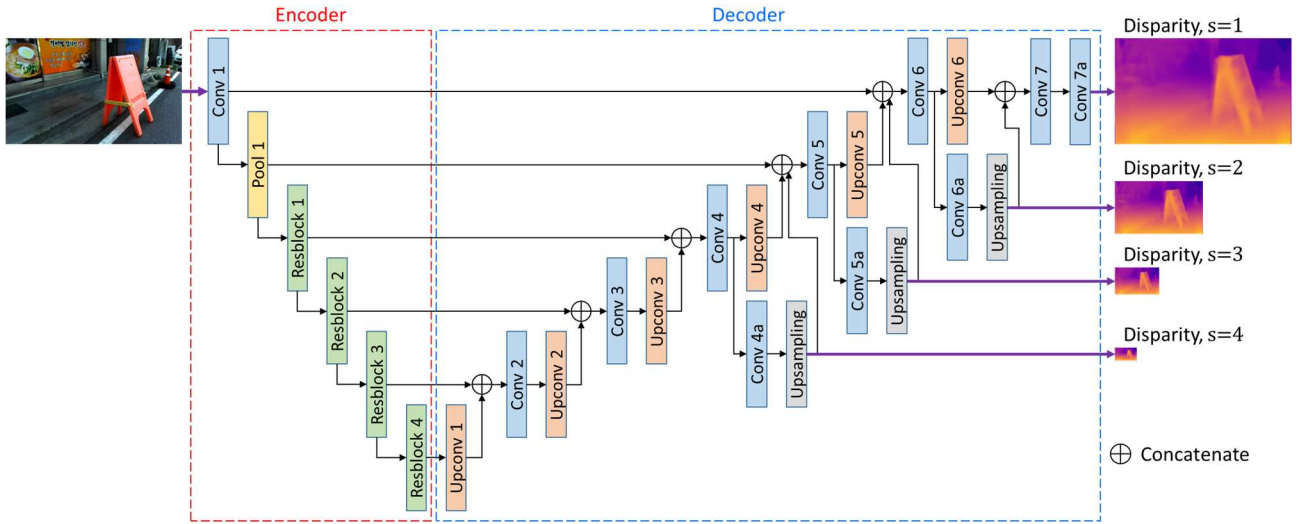 Encoder
Decoder
Disparity, s=1
Conv 1
Pool 1
Resblock 1
Resblock 2
Resblock 3
Resblock 4
Upconv 1
Conv 2
Upconv 2
Conv 3
Upconv 3
Conv 4
Upconv 4
Conv 4a
Upsampling
Conv 5
Upconv 5
Conv 5a
Upsampling
Conv 6
Upconv 6
Conv 6a
Upsampling
Conv 7
Conv 7a
Disparity, s=2
Disparity, s=3
Disparity, s=4
Concatenate